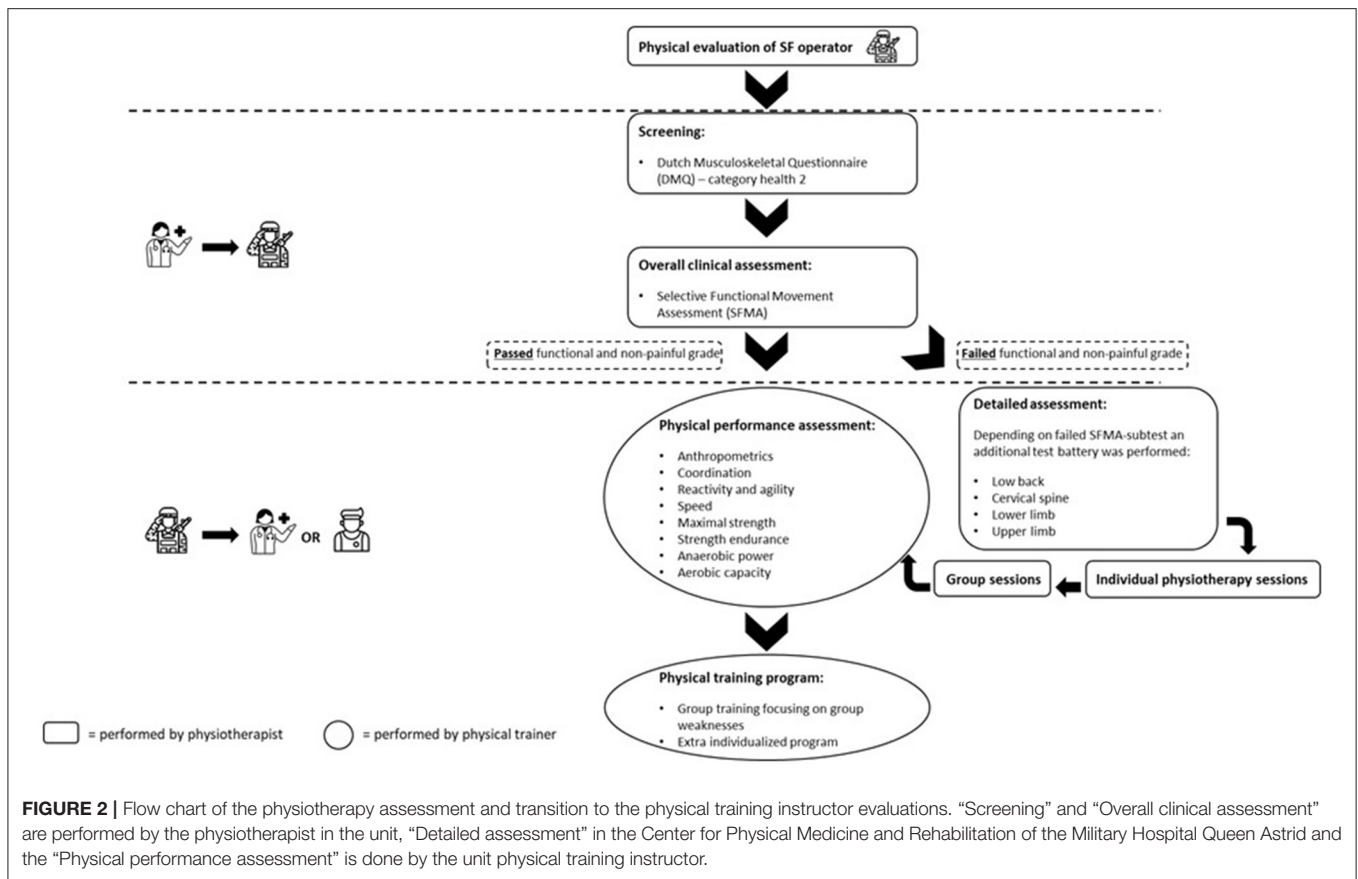 Physical evaluation of SF operator
Screening:
• Dutch Musculoskeletal Questionnaire
(DMQ) – category health 2
Overall clinical assessment:
• Selective Functional Movement
Assessment (SFMA)
Passed functional and non-painful grade
Failed functional and non-painful grade
Physical performance assessment:
• Anthropometrics
• Coordination
• Reactivity and agility
• Speed
• Maximal strength
• Strength endurance
• Anaerobic power
• Aerobic capacity
Detailed assessment:
Depending on failed SFMA-subtest an
additional test battery was performed:
• Low back
• Cervical spine
• Lower limb
• Upper limb
OR
Group sessions
Individual physiotherapy sessions
Physical training program:
• Group training focusing on group
weaknesses
• Extra individualized program
= performed by physiotherapist
= performed by physical trainer
FIGURE 2 | Flow chart of the physiotherapy assessment and transition to the physical training instructor evaluations. “Screening” and “Overall clinical assessment”
are performed by the physiotherapist in the unit, “Detailed assessment” in the Center for Physical Medicine and Rehabilitation of the Military Hospital Queen Astrid and
the “Physical performance assessment” is done by the unit physical training instructor.